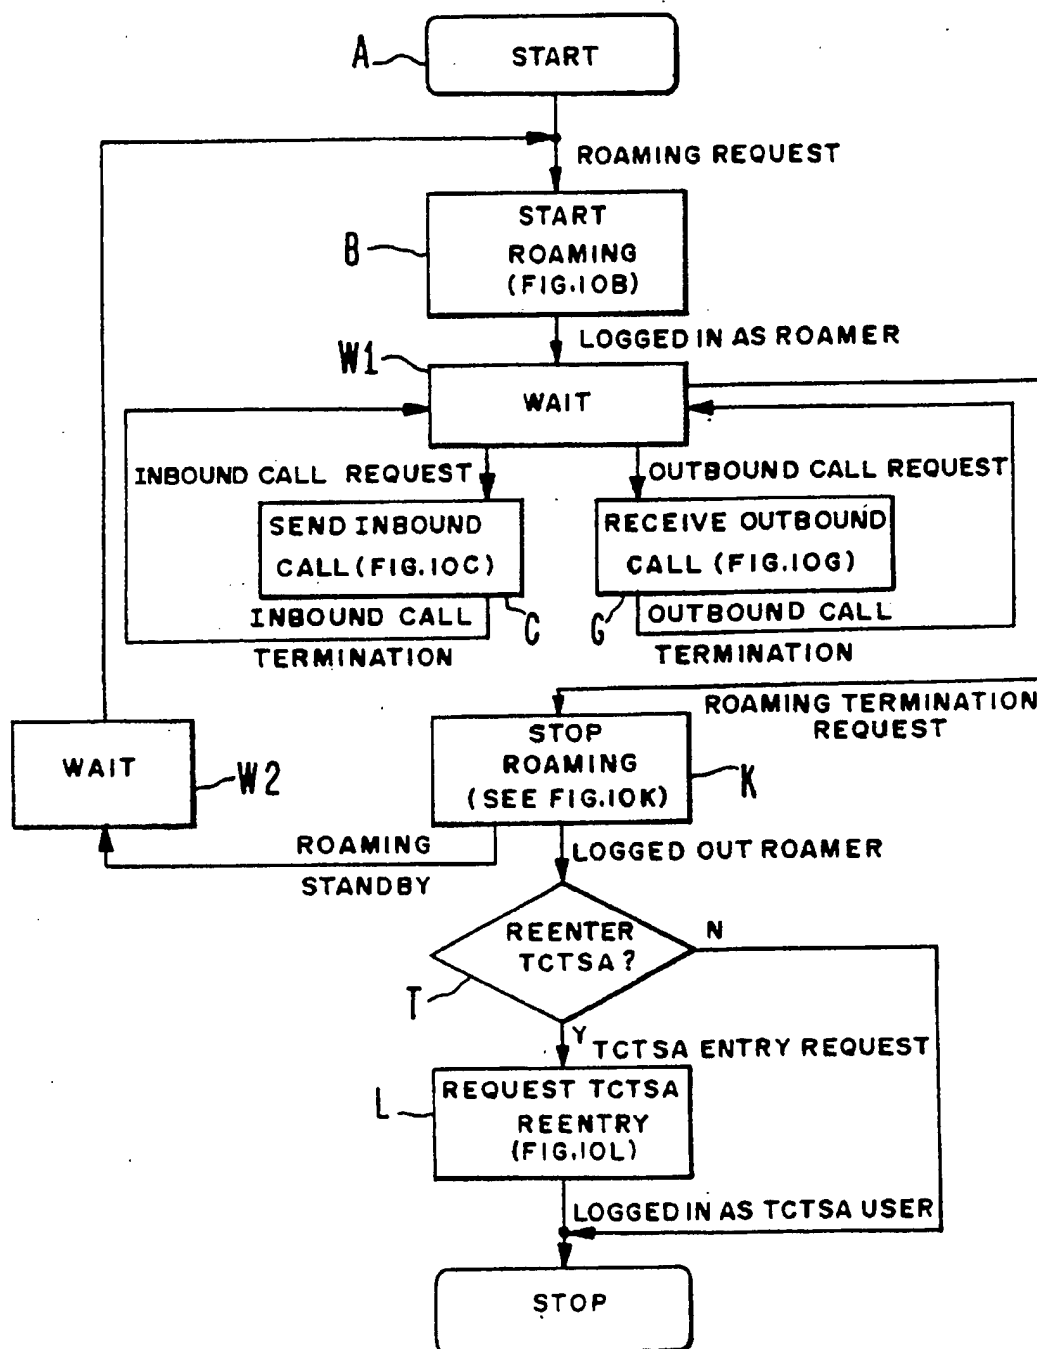 A
START
ROAMING REQUEST
B
START
ROAMING
(FIG.10B)
LOGGED IN AS ROAMER
W1
WAIT
INBOUND CALL REQUEST
OUTBOUND CALL REQUEST
SEND INBOUND
CALL (FIG.10C)
RECEIVE OUTBOUND
CALL (FIG.10G)
INBOUND CALL
TERMINATION
C
G
OUTBOUND CALL
TERMINATION
ROAMING TERMINATION
REQUEST
WAIT
W2
STOP
ROAMING
(SEE FIG.10K)
K
ROAMING
STANDBY
LOGGED OUT ROAMER
REENTER
TCTSA?
N
T
Y
TCTSA ENTRY REQUEST
L
REQUEST TCTSA
REENTRY
(FIG.10L)
LOGGED IN AS TCTSA USER
STOP